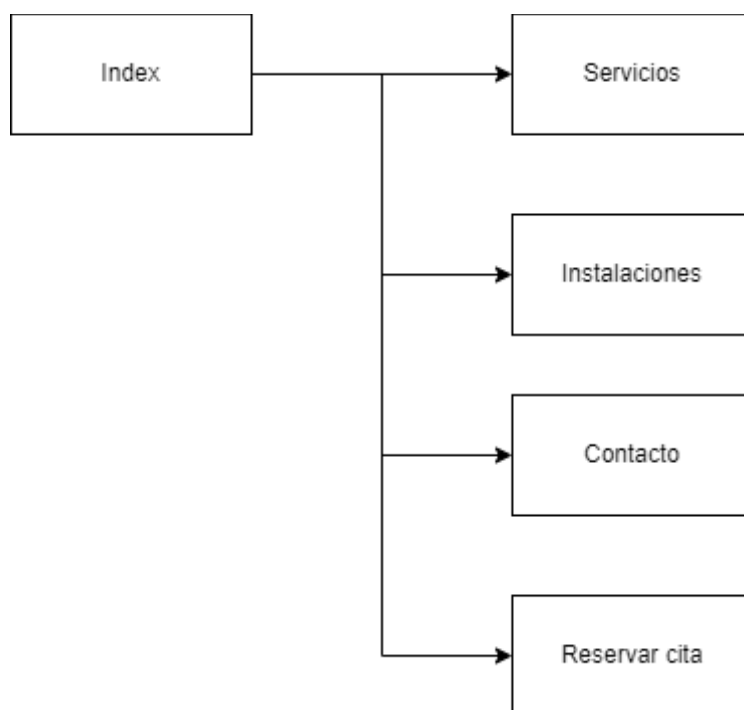 Index
Servicios
Instalaciones
Contacto
Reservar cita